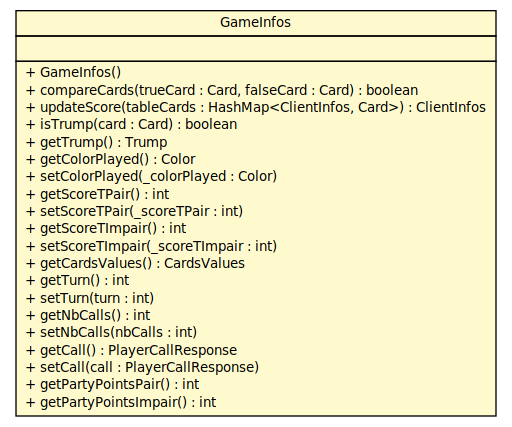 GameInfos
+ GameInfos()
+ compareCards(trueCard : Card, falseCard : Card) : boolean
+ updateScore(tableCards : HashMap<ClientInfos, Card>) : ClientInfos
+ isTrump(card : Card) : boolean
+ getTrump() : Trump
+ getColorPlayed() : Color
+ setColorPlayed(_colorPlayed : Color)
+ getScoreTPair() : int
+ setScoreTPair(_scoreTPair : int)
+ getScoreTImpair() : int
+ setScoreTImpair(_scoreTImpair : int)
+ getCardsValues() : CardsValues
+ getTurn() : int
+ setTurn(turn : int)
+ getNbCalls() : int
+ setNbCalls(nbCalls : int)
+ getCall() : PlayerCallResponse
+ setCall(call : PlayerCallResponse)
+ getPartyPointsPair() : int
+ getPartyPointsImpair() : int